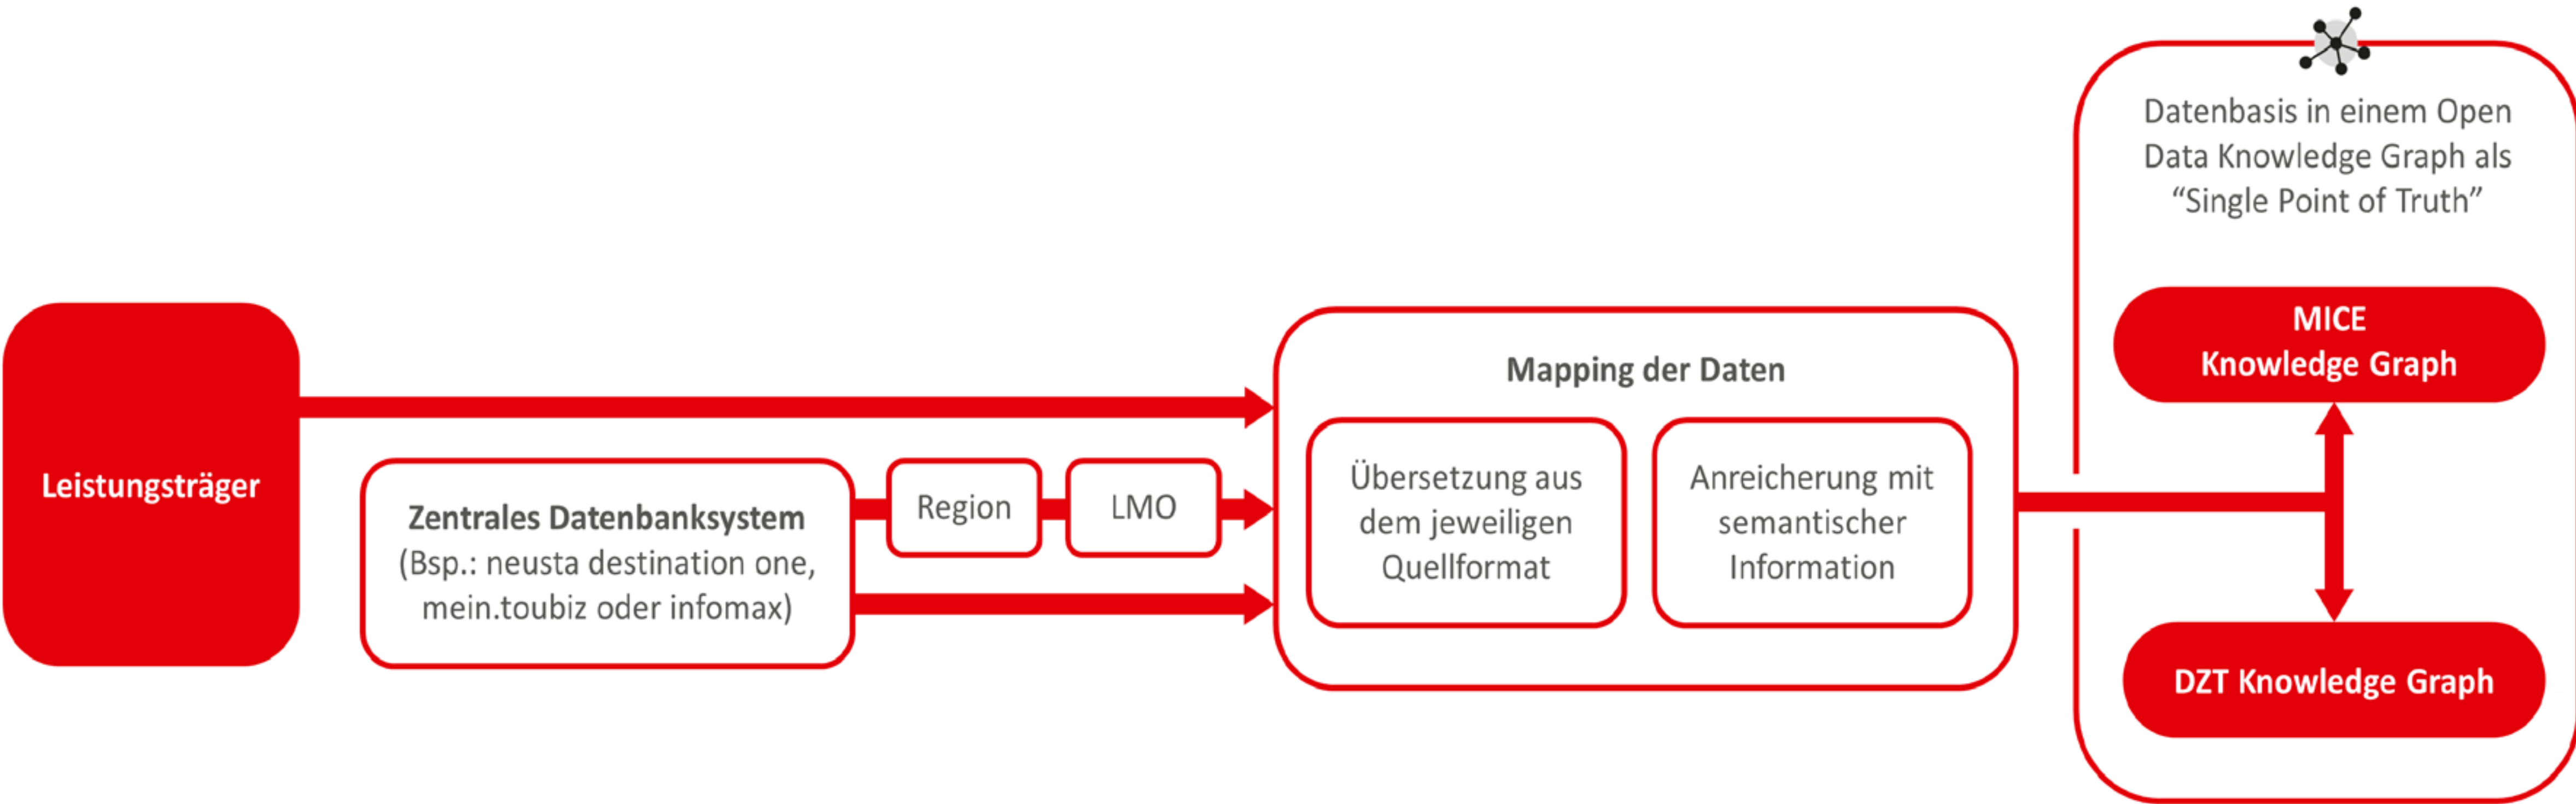 Leistungsträger
Zentrales Datenbanksystem
(Bsp.: neusta destination one,
mein.toubiz oder infomax)
Region
LMO
Mapping der Daten
Übersetzung aus
dem jeweiligen
Quellformat
Anreicherung mit
semantischer
Information
Datenbasis in einem Open
Data Knowledge Graph als
“Single Point of Truth”
MICE
Knowledge Graph
DZT Knowledge Graph